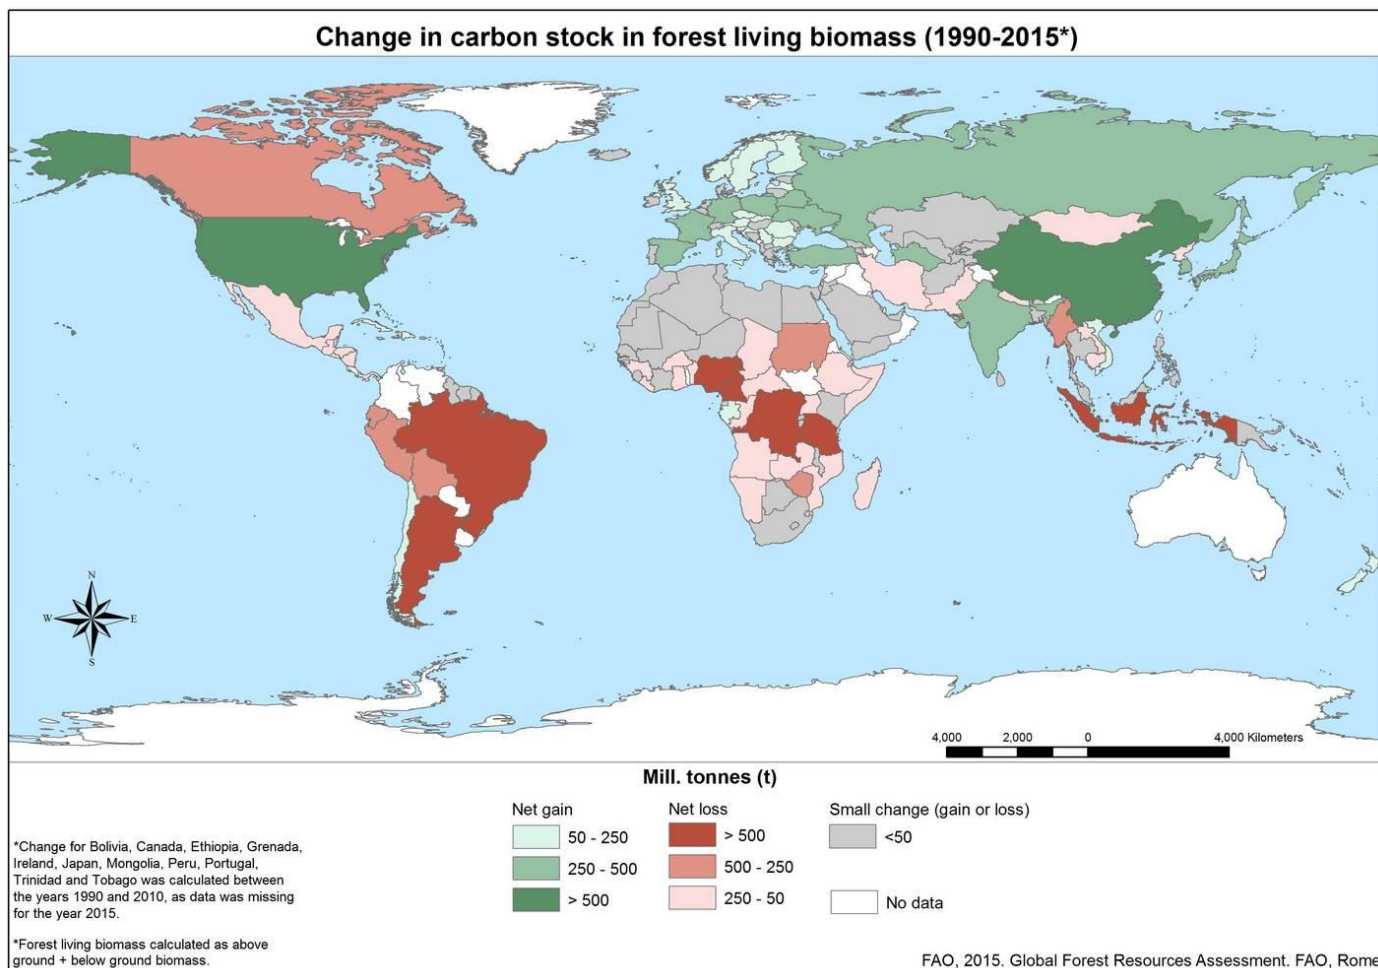 Change in carbon stock in forest living biomass (1990-2015*)
N
W
E
S
4,000 2,000 0 4,000 Kilometers
Mill. tonnes (t)
Net gain
50 - 250
250 - 500
> 500
Net loss
> 500
500 - 250
250 - 50
Small change (gain or loss)
<50
No data
*Change for Bolivia, Canada, Ethiopia, Grenada,
Ireland, Japan, Mongolia, Peru, Portugal,
Trinidad and Tobago was calculated between
the years 1990 and 2010, as data was missing
for the year 2015.
*Forest living biomass calculated as above
ground + below ground biomass.
FAO, 2015. Global Forest Resources Assessment. FAO, Rome